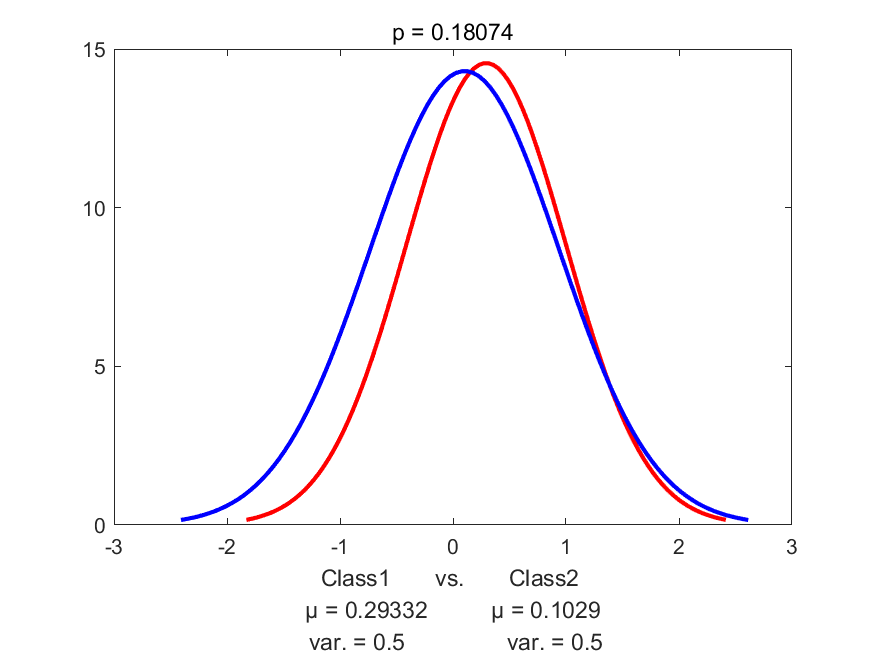 p = 0.18074
15
10
5
0
-3 -2 -1 0 1 2 3
Class1 vs. Class2
μ = 0.29332 μ = 0.1029
var. = 0.5 var. = 0.5